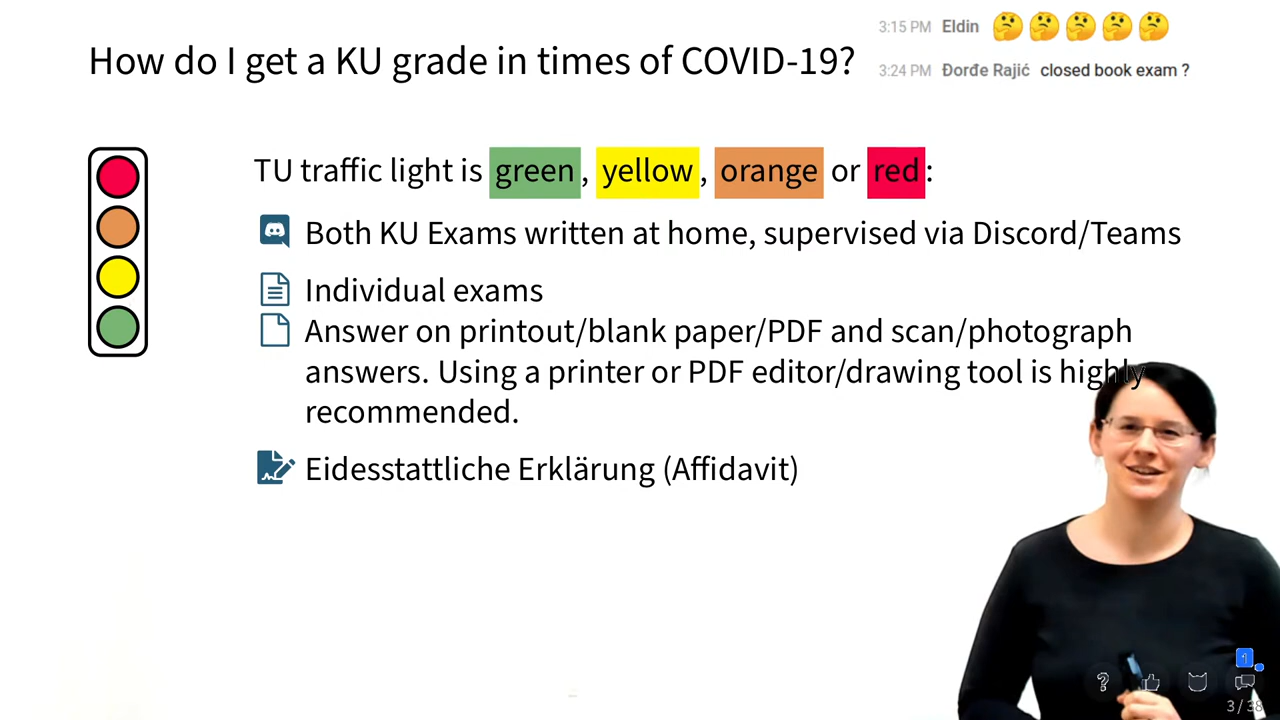 3:15 PM Eldin 🤔🤔🤔🤔🤔
How do I get a KU grade in times of COVID-19?
3:24 PM Đorđe Rajić closed book exam ?
TU traffic light is green, yellow, orange or red:
Both KU Exams written at home, supervised via Discord/Teams
Individual exams
Answer on printout/blank paper/PDF and scan/photograph
answers. Using a printer or PDF editor/drawing tool is highly
recommended.
Eidesstattliche Erklärung (Affidavit)
1
?
3 / 38